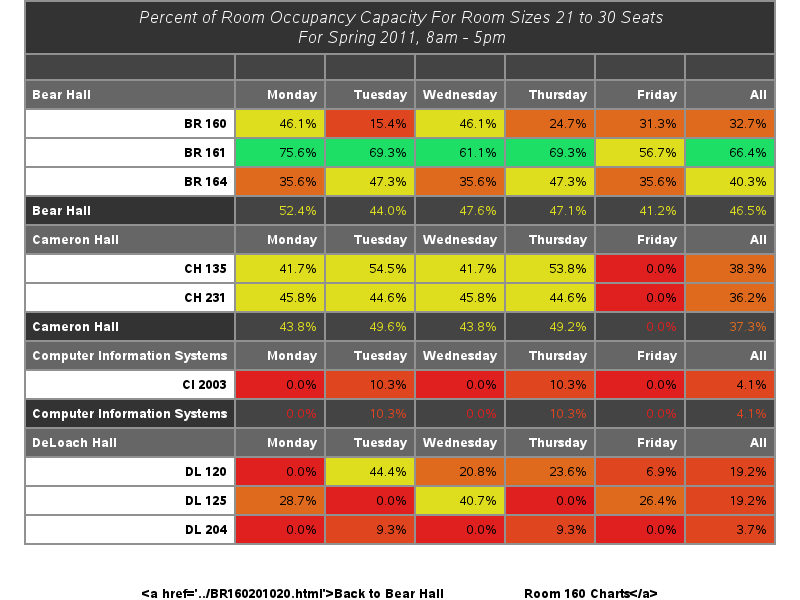 Percent of Room Occupancy Capacity For Room Sizes 21 to 30 Seats
For Spring 2011, 8am - 5pm
Bear Hall Monday Tuesday Wednesday Thursday Friday All
BR 160 46.1% 15.4% 46.1% 24.7% 31.3% 32.7%
BR 161 75.6% 69.3% 61.1% 69.3% 56.7% 66.4%
BR 164 35.6% 47.3% 35.6% 47.3% 35.6% 40.3%
Bear Hall 52.4% 44.0% 47.6% 47.1% 41.2% 46.5%
Cameron Hall Monday Tuesday Wednesday Thursday Friday All
CH 135 41.7% 54.5% 41.7% 53.8% 0.0% 38.3%
CH 231 45.8% 44.6% 45.8% 44.6% 0.0% 36.2%
Cameron Hall 43.8% 49.6% 43.8% 49.2% 0.0% 37.3%
Computer Information Systems Monday Tuesday Wednesday Thursday Friday All
CI 2003 0.0% 10.3% 0.0% 10.3% 0.0% 4.1%
Computer Information Systems 0.0% 10.3% 0.0% 10.3% 0.0% 4.1%
DeLoach Hall Monday Tuesday Wednesday Thursday Friday All
DL 120 0.0% 44.4% 20.8% 23.6% 6.9% 19.2%
DL 125 28.7% 0.0% 40.7% 0.0% 26.4% 19.2%
DL 204 0.0% 9.3% 0.0% 9.3% 0.0% 3.7%
<a href='../BR160201020.html'>Back to Bear Hall Room 160 Charts</a>